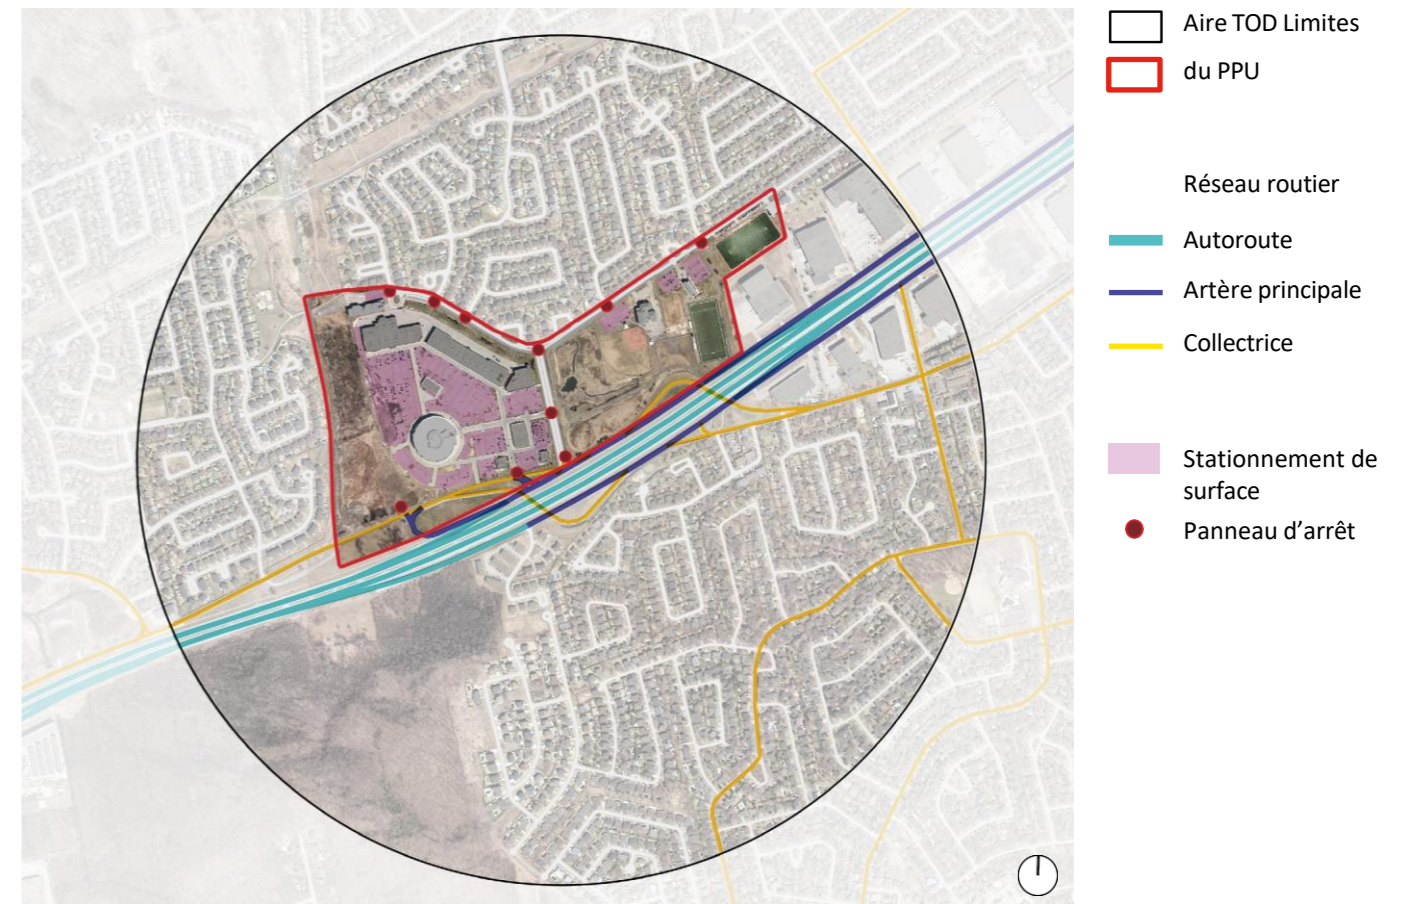 Aire TOD Limites
du PPU
Réseau routier
Autoroute
Artère principale
Collectrice
Stationnement de
surface
Panneau d’arrêt